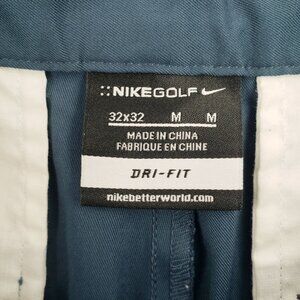 NIKEGOLF
32x32 M M
MADE IN CHINA
FABRIQUE EN CHINE
DRI-FIT
nikebetterworld.com